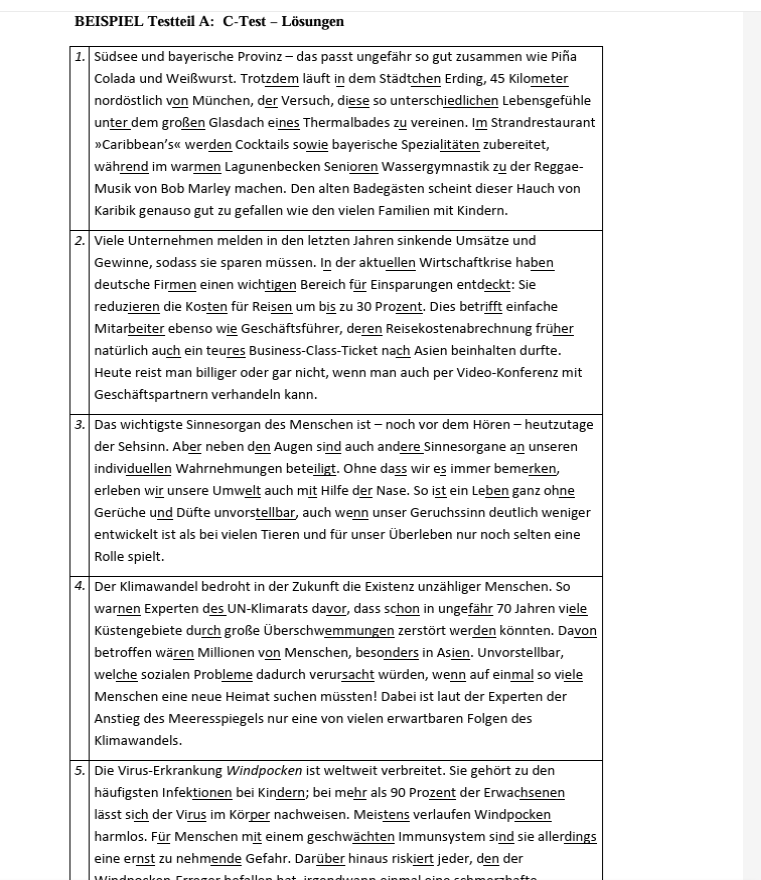 BEISPIEL Testteil A: C-Test – Lösungen
1. Südsee und bayerische Provinz – das passt ungefähr so gut zusammen wie Piña
Colada und Weißwurst. Trotzdem läuft in dem Städtchen Erding, 45 Kilometer
nordöstlich von München, der Versuch, diese so unterschiedlichen Lebensgefühle
unter dem großen Glasdach eines Thermalbades zu vereinen. Im Strandrestaurant
»Caribbean's« werden Cocktails sowie bayerische Spezialitäten zubereitet,
während im warmen Lagunenbecken Senioren Wassergymnastik zu der Reggae-
Musik von Bob Marley machen. Den alten Badegästen scheint dieser Hauch von
Karibik genauso gut zu gefallen wie den vielen Familien mit Kindern.
2. Viele Unternehmen melden in den letzten Jahren sinkende Umsätze und
Gewinne, sodass sie sparen müssen. In der aktuellen Wirtschaftkrise haben
deutsche Firmen einen wichtigen Bereich für Einsparungen entdeckt: Sie
reduzieren die Kosten für Reisen um bis zu 30 Prozent. Dies betrifft einfache
Mitarbeiter ebenso wie Geschäftsführer, deren Reisekostenabrechnung früher
natürlich auch ein teures Business-Class-Ticket nach Asien beinhalten durfte.
Heute reist man billiger oder gar nicht, wenn man auch per Video-Konferenz mit
Geschäftspartnern verhandeln kann.
3. Das wichtigste Sinnesorgan des Menschen ist – noch vor dem Hören – heutzutage
der Sehsinn. Aber neben den Augen sind auch andere Sinnesorgane an unseren
individuellen Wahrnehmungen beteiligt. Ohne dass wir es immer bemerken,
erleben wir unsere Umwelt auch mit Hilfe der Nase. So ist ein Leben ganz ohne
Gerüche und Düfte unvorstellbar, auch wenn unser Geruchssinn deutlich weniger
entwickelt ist als bei vielen Tieren und für unser Überleben nur noch selten eine
Rolle spielt.
4. Der Klimawandel bedroht in der Zukunft die Existenz unzähliger Menschen. So
warnen Experten des UN-Klimarats davor, dass schon in ungefähr 70 Jahren viele
Küstengebiete durch große Überschwemmungen zerstört werden könnten. Davon
betroffen wären Millionen von Menschen, besonders in Asien. Unvorstellbar,
welche sozialen Probleme dadurch verursacht würden, wenn auf einmal so viele
Menschen eine neue Heimat suchen müssten! Dabei ist laut der Experten der
Anstieg des Meeresspiegels nur eine von vielen erwartbaren Folgen des
Klimawandels.
5. Die Virus-Erkrankung Windpocken ist weltweit verbreitet. Sie gehört zu den
häufigsten Infektionen bei Kindern; bei mehr als 90 Prozent der Erwachsenen
lässt sich der Virus im Körper nachweisen. Meistens verlaufen Windpocken
harmlos. Für Menschen mit einem geschwächten Immunsystem sind sie allerdings
eine ernst zu nehmende Gefahr. Darüber hinaus riskiert jeder, den der
Windpocken-Erreger befallen hat, irgendwann einmal eine schmerzhafte